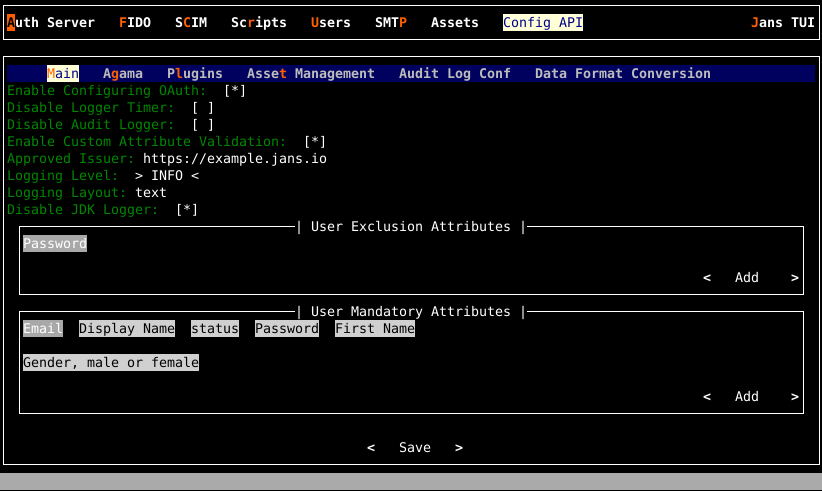 Auth Server FIDO SCIM Scripts Users SMTP Assets Config API Jans TUI
Main Agama Plugins Asset Management Audit Log Conf Data Format Conversion
Enable Configuring OAuth: [*]
Disable Logger Timer: [ ]
Disable Audit Logger: [ ]
Enable Custom Attribute Validation: [*]
Approved Issuer: https://example.jans.io
Logging Level: > INFO <
Logging Layout: text
Disable JDK Logger: [*]
| User Exclusion Attributes |
Password
< Add >
| User Mandatory Attributes |
Email Display Name status Password First Name
Gender, male or female
< Add >
< Save >